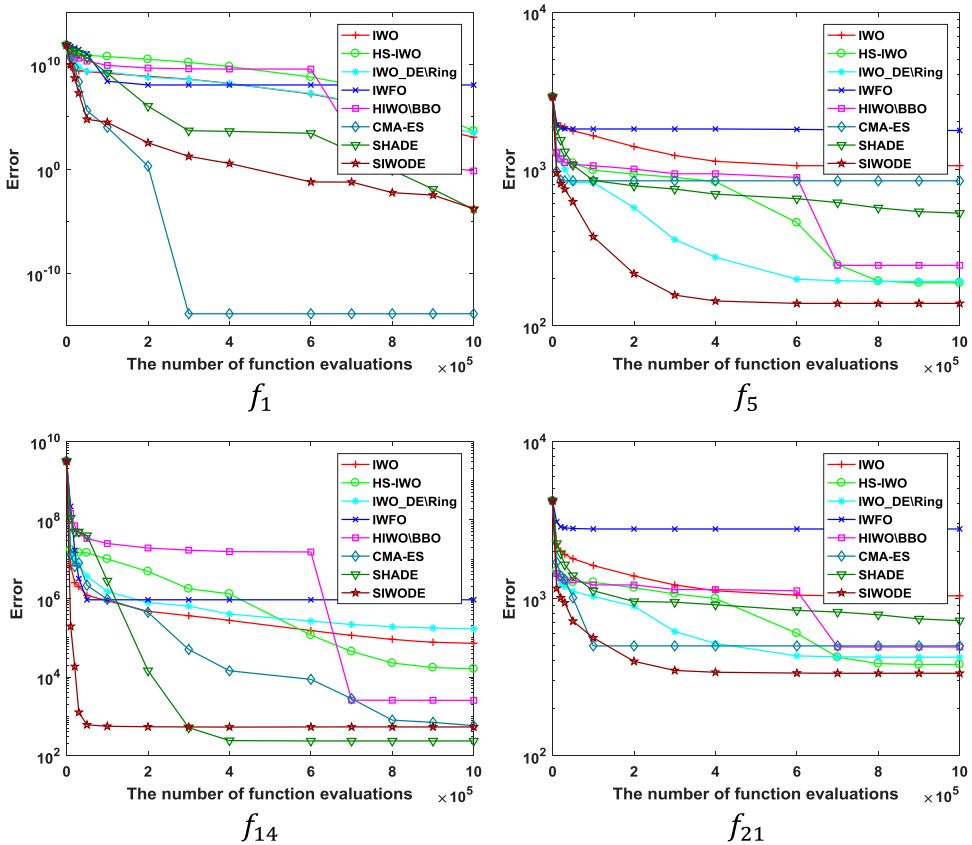 10^10
10^0
10^-10
Error
IWO
HS-IWO
IWO_DE\Ring
IWFO
HIWO\BBO
CMA-ES
SHADE
SIWODE
0 2 4 6 8 10
The number of function evaluations
×10^5
f_1
10^4
10^3
10^2
Error
IWO
HS-IWO
IWO_DE\Ring
IWFO
HIWO\BBO
CMA-ES
SHADE
SIWODE
0 2 4 6 8 10
The number of function evaluations
×10^5
f_5
10^10
10^8
10^6
10^4
10^2
Error
IWO
HS-IWO
IWO_DE\Ring
IWFO
HIWO\BBO
CMA-ES
SHADE
SIWODE
0 2 4 6 8 10
The number of function evaluations
×10^5
f_14
10^4
10^3
10^2
Error
IWO
HS-IWO
IWO_DE\Ring
IWFO
HIWO\BBO
CMA-ES
SHADE
SIWODE
0 2 4 6 8 10
The number of function evaluations
×10^5
f_21